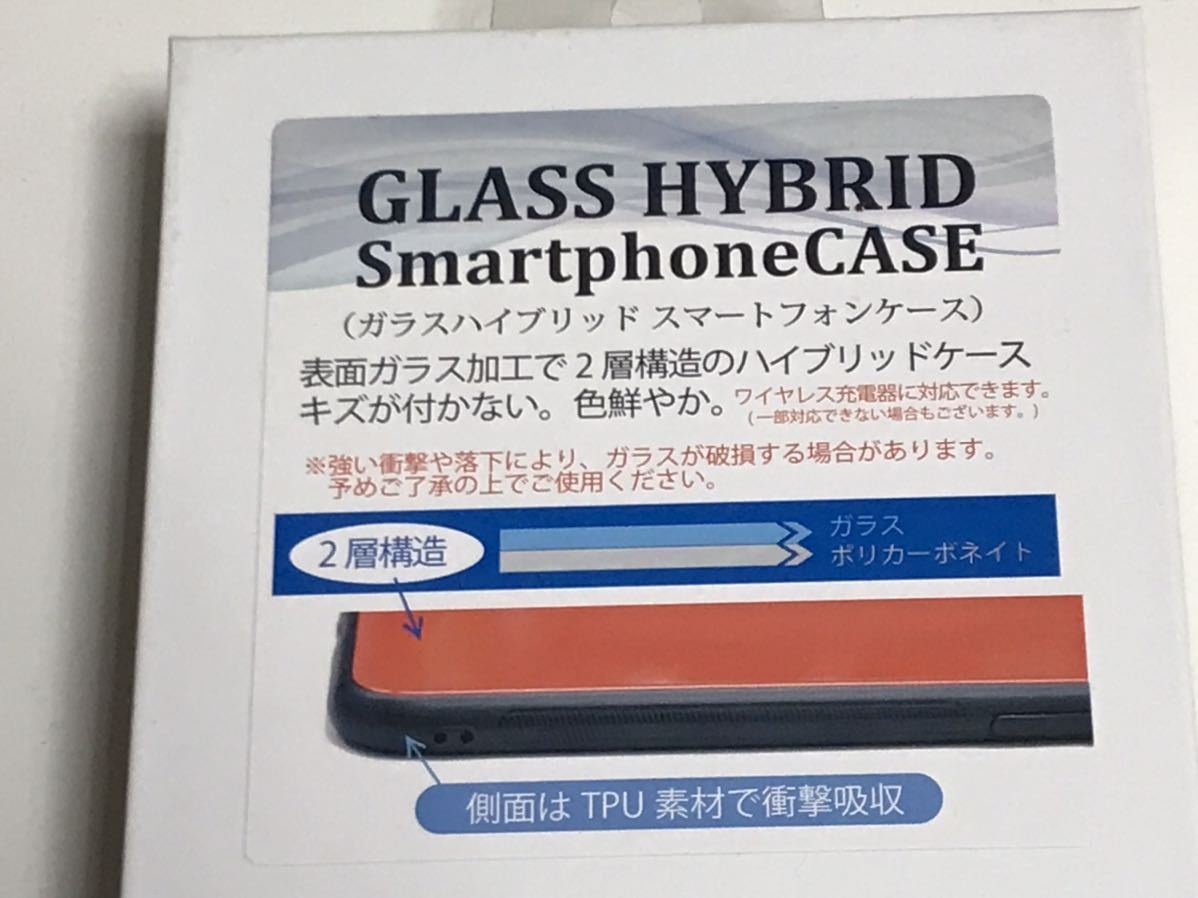 GLASS HYBRID
SmartphoneCASE
（ガラスハイブリッド スマートフォンケース）
表面ガラス加工で2層構造のハイブリッドケース
キズが付かない。色鮮やか。ワイヤレス充電器に対応できます。
（一部対応できない場合もございます。）
※強い衝撃や落下により、ガラスが破損する場合があります。
予めご了承の上でご使用ください。
2層構造
ガラス
ポリカーボネイト
側面は TPU 素材で衝撃吸収